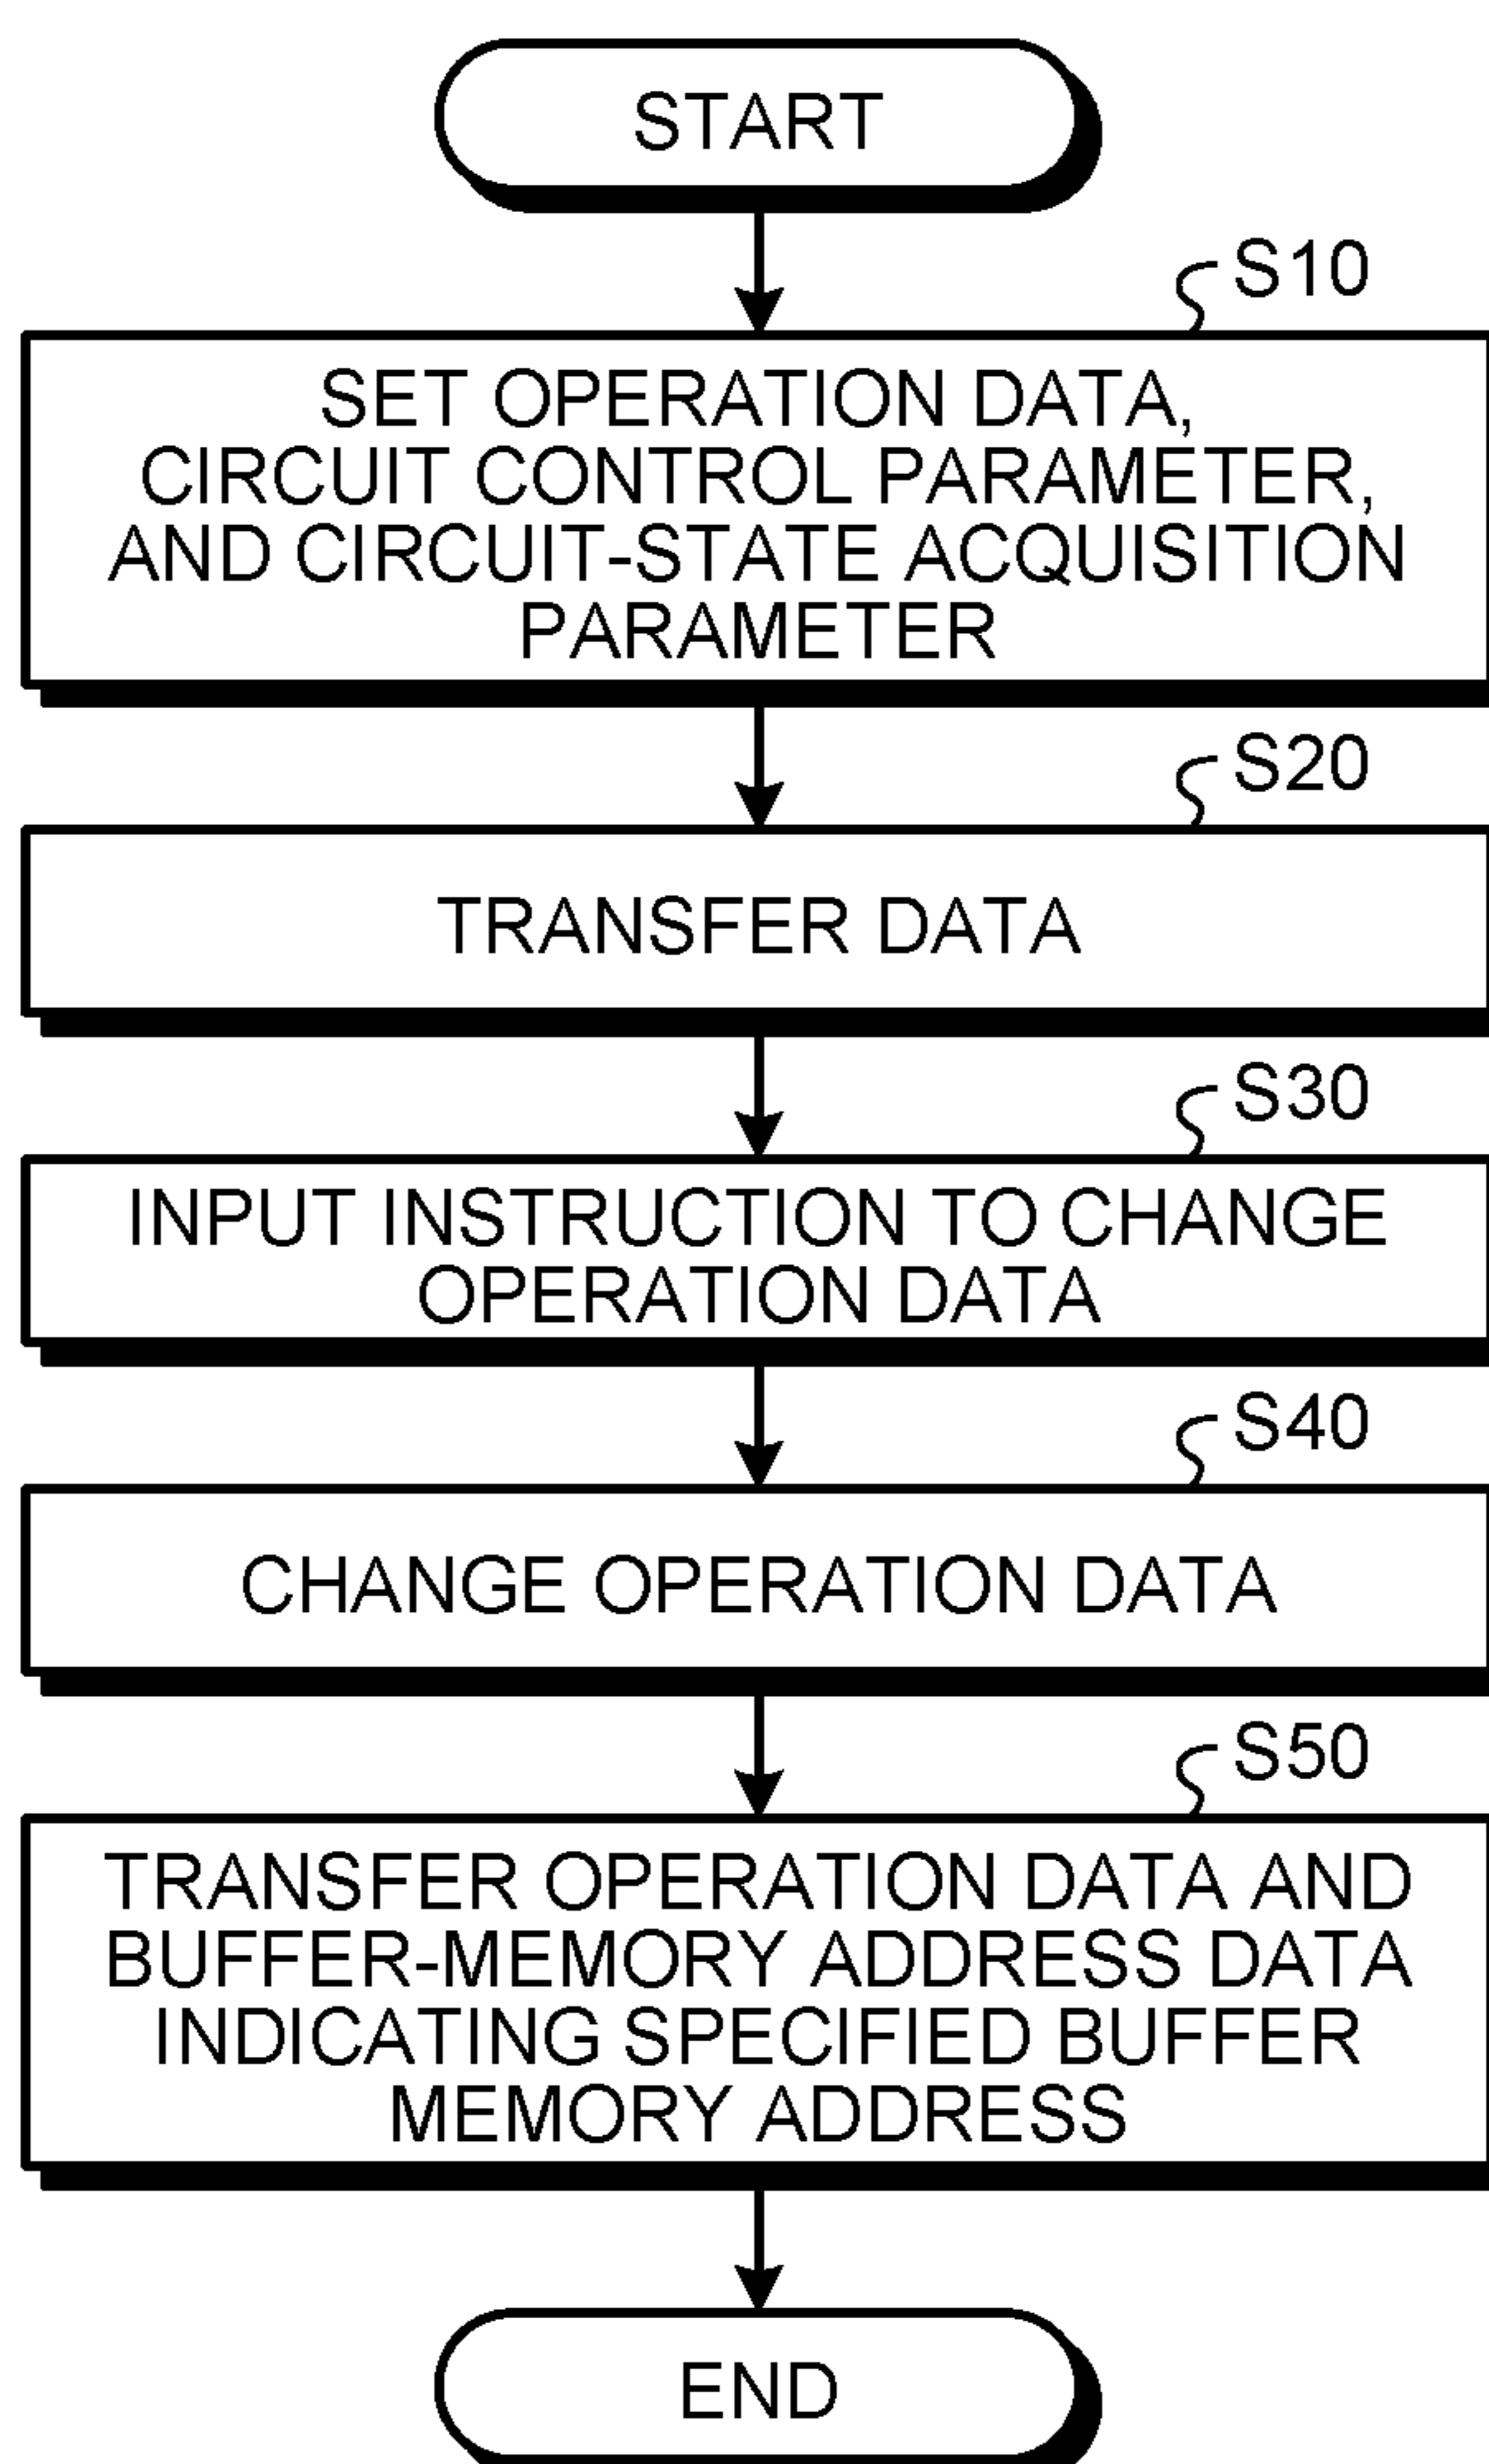 START
S10
SET OPERATION DATA,
CIRCUIT CONTROL PARAMETER,
AND CIRCUIT-STATE ACQUISITION
PARAMETER
S20
TRANSFER DATA
S30
INPUT INSTRUCTION TO CHANGE
OPERATION DATA
S40
CHANGE OPERATION DATA
S50
TRANSFER OPERATION DATA AND
BUFFER-MEMORY ADDRESS DATA
INDICATING SPECIFIED BUFFER
MEMORY ADDRESS
END